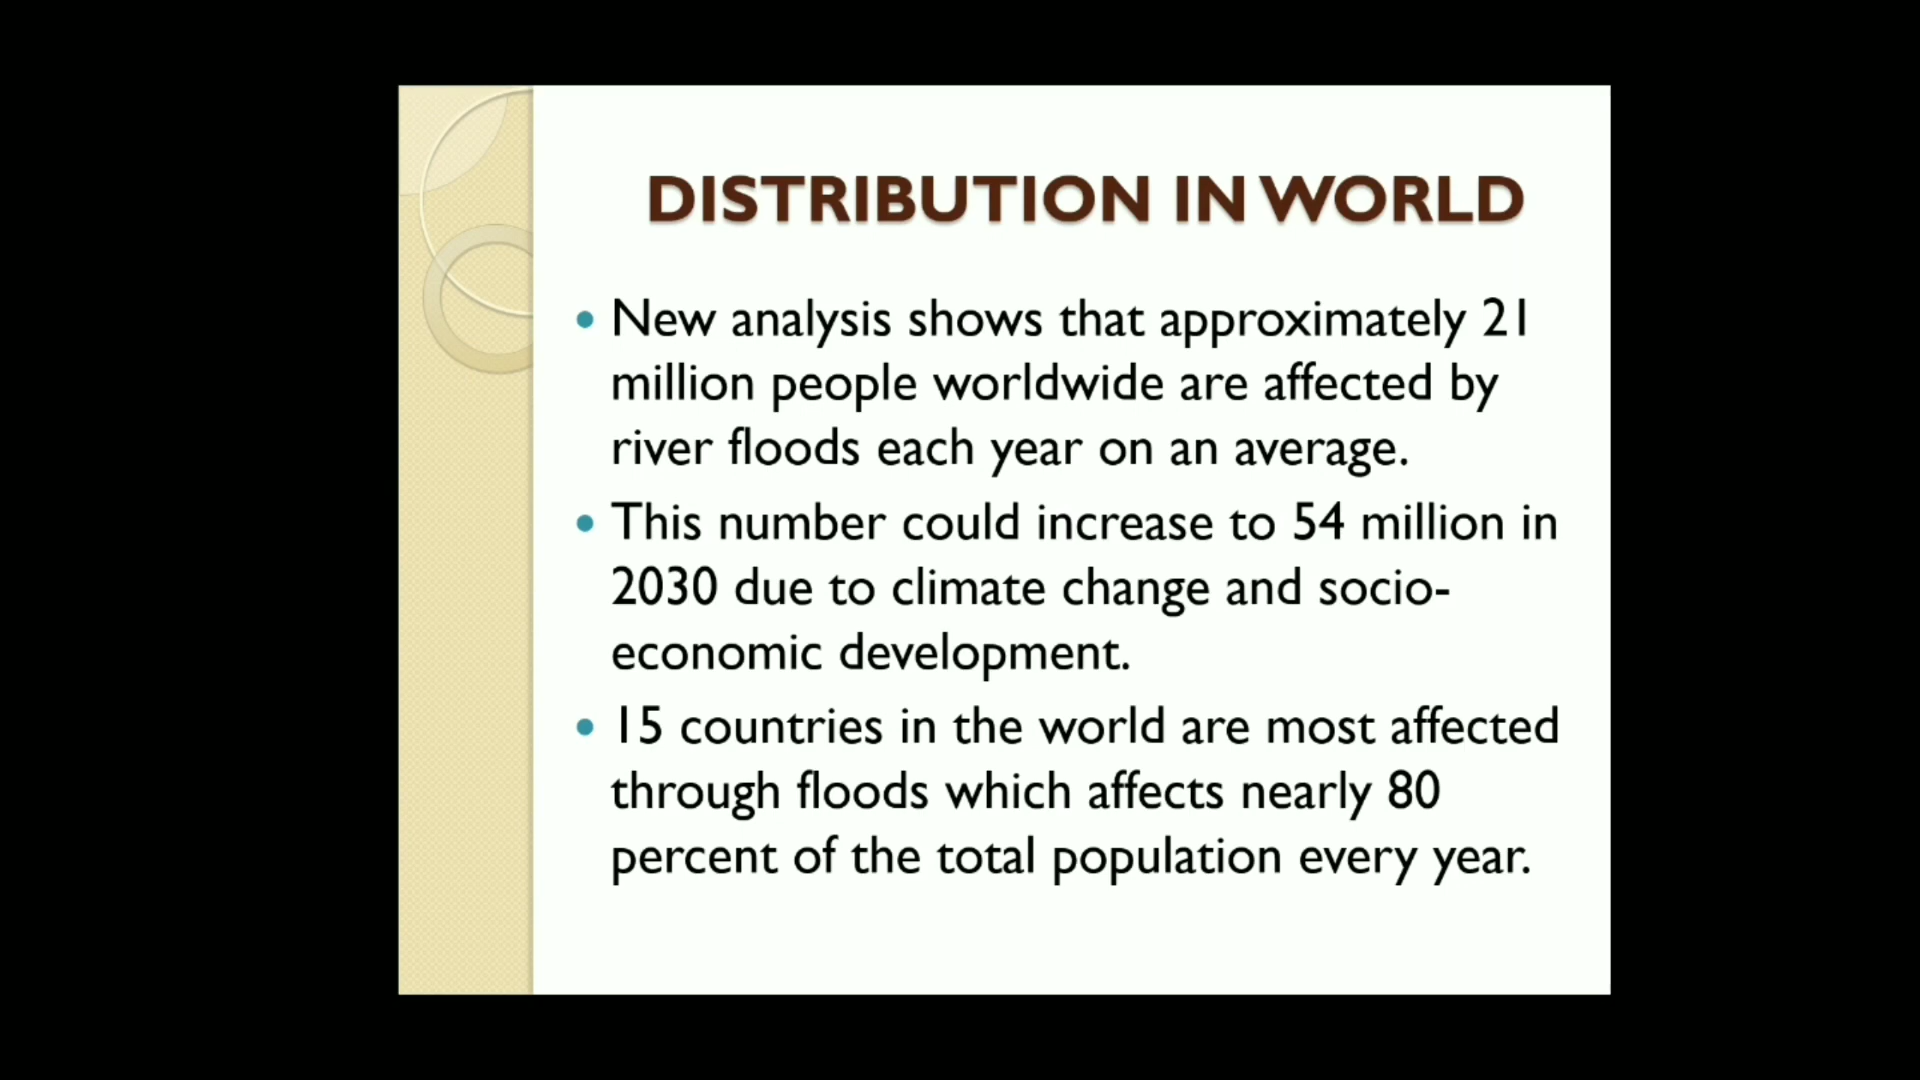 DISTRIBUTION IN WORLD
• New analysis shows that approximately 21
million people worldwide are affected by
river floods each year on an average.
• This number could increase to 54 million in
2030 due to climate change and socio-
economic development.
• 15 countries in the world are most affected
through floods which affects nearly 80
percent of the total population every year.